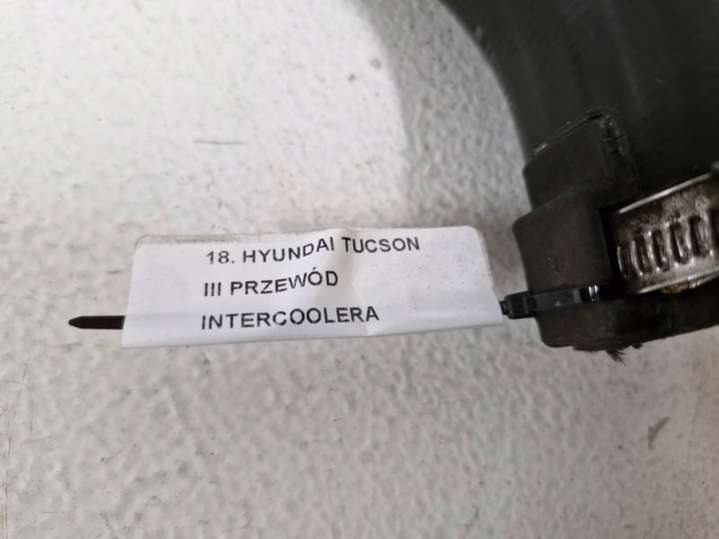 18. HYUNDAI TUCSON
III PRZEWÓD
INTERCOOLERA